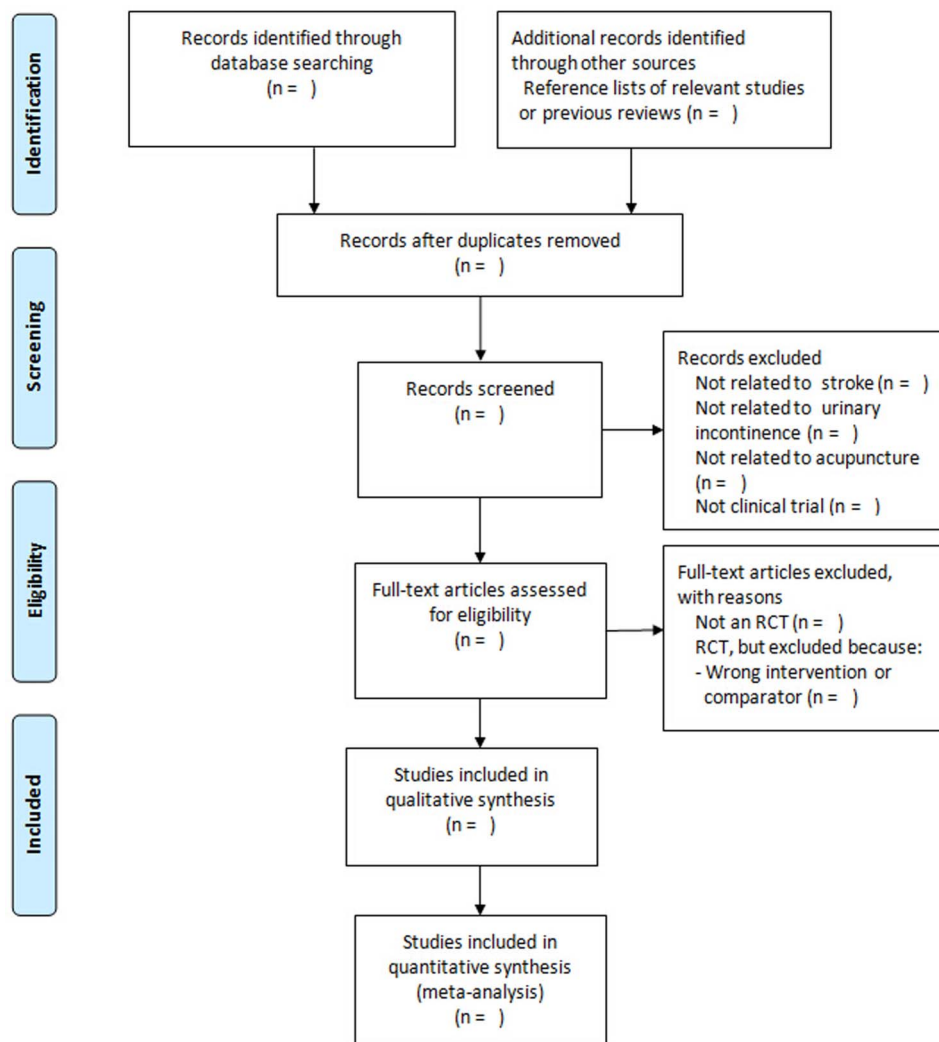 Identification
Records identified through
database searching
(n =   )
Additional records identified
through other sources
Reference lists of relevant studies
or previous reviews (n =   )
Records after duplicates removed
(n =   )
Screening
Records screened
(n =   )
Records excluded
Not related to stroke (n =   )
Not related to urinary
incontinence (n =   )
Not related to acupuncture
(n =   )
Not clinical trial (n =   )
Eligibility
Full-text articles assessed
for eligibility
(n =   )
Full-text articles excluded,
with reasons
Not an RCT (n =   )
RCT, but excluded because:
- Wrong intervention or
comparator (n =   )
Included
Studies included in
qualitative synthesis
(n =   )
Studies included in
quantitative synthesis
(meta-analysis)
(n =   )